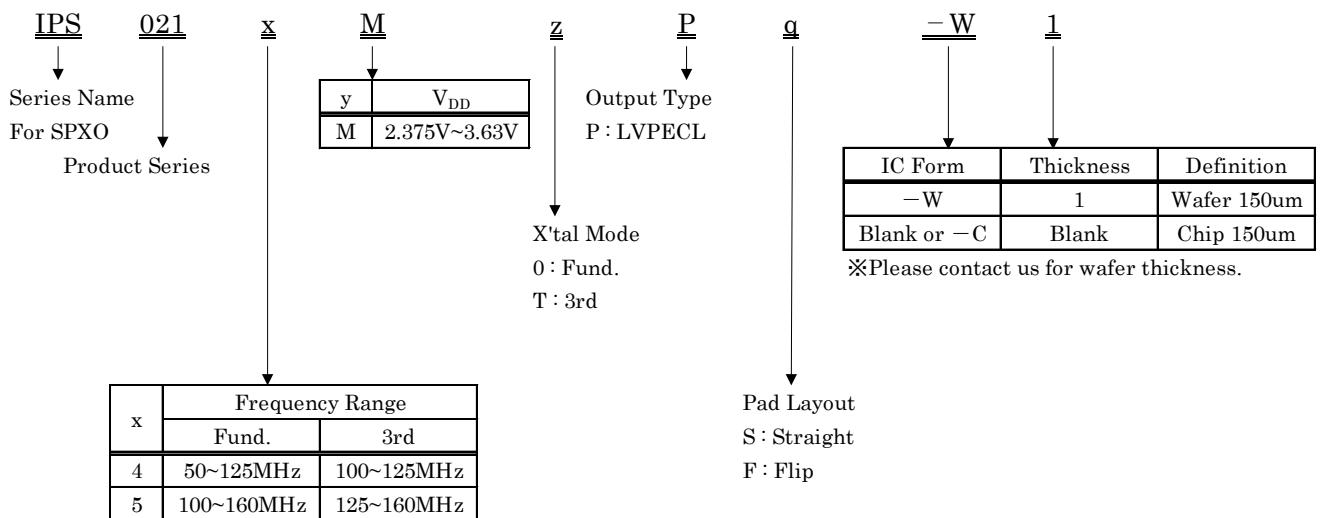 IPS 021 x M z P q －W 1
Series Name
For SPXO
Product Series
y VDD
M 2.375V~3.63V
Output Type
P : LVPECL
IC Form Thickness Definition
－W 1 Wafer 150um
Blank or －C Blank Chip 150um
※Please contact us for wafer thickness.
X'tal Mode
0 : Fund.
T : 3rd
x Frequency Range
Fund. 3rd
4 50~125MHz 100~125MHz
5 100~160MHz 125~160MHz
Pad Layout
S : Straight
F : Flip